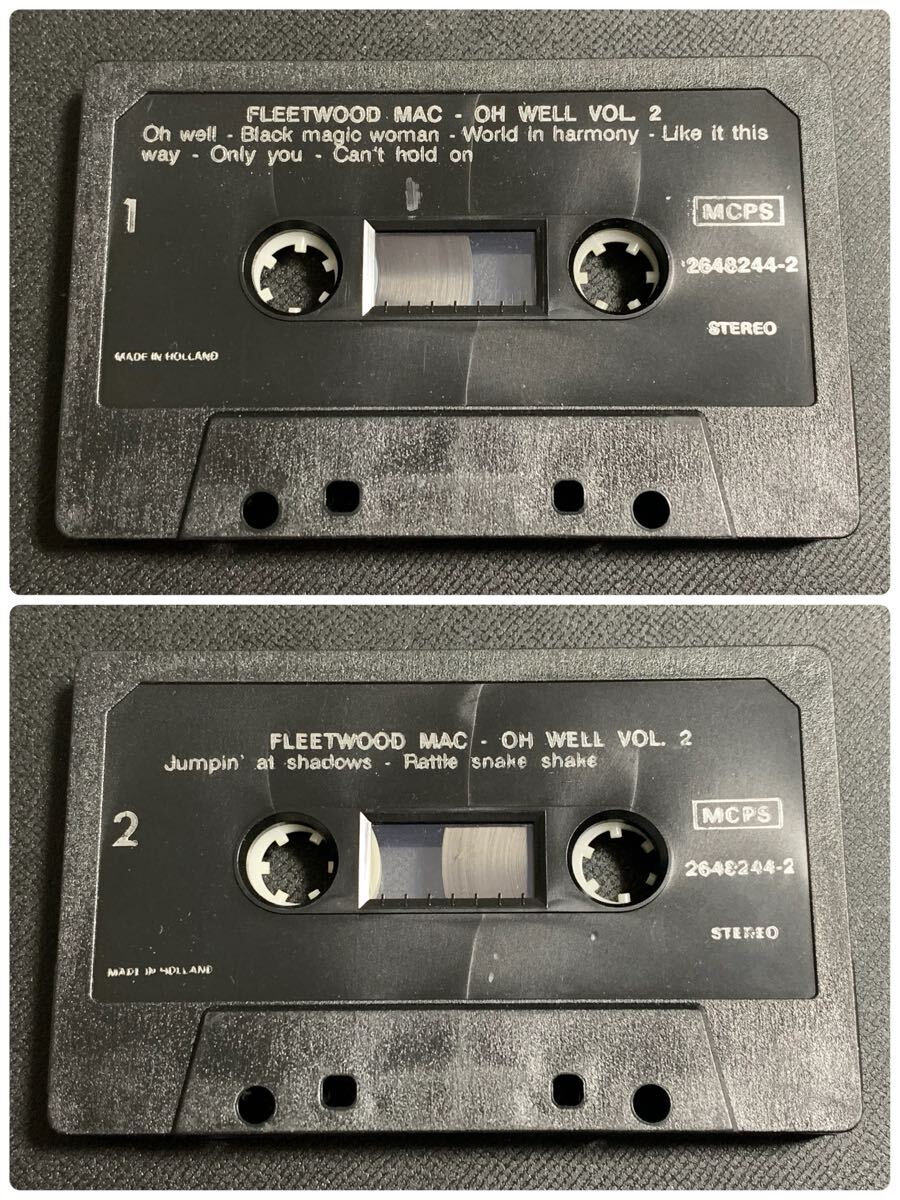 FLEETWOOD MAC - OH WELL VOL. 2
Oh well - Black magic woman - World in harmony - Like it this
way - Only you - Can't hold on
1
MCPS
2648244-2
STEREO
MADE IN HOLLAND
FLEETWOOD MAC - OH WELL VOL. 2
Jumpin' at shadows - Rattle snake shake
2
MCPS
2648244-2
STEREO
MADE IN HOLLAND